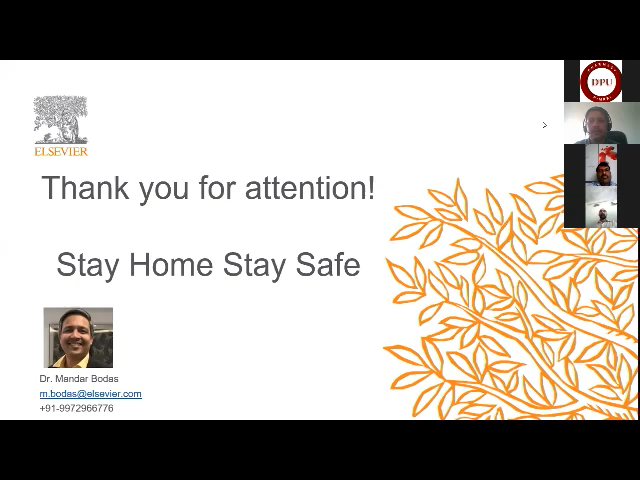 ELSEVIER
Thank you for attention!
Stay Home Stay Safe
Dr. Mandar Bodas
m.bodas@elsevier.com
+91-9972966776
DPU